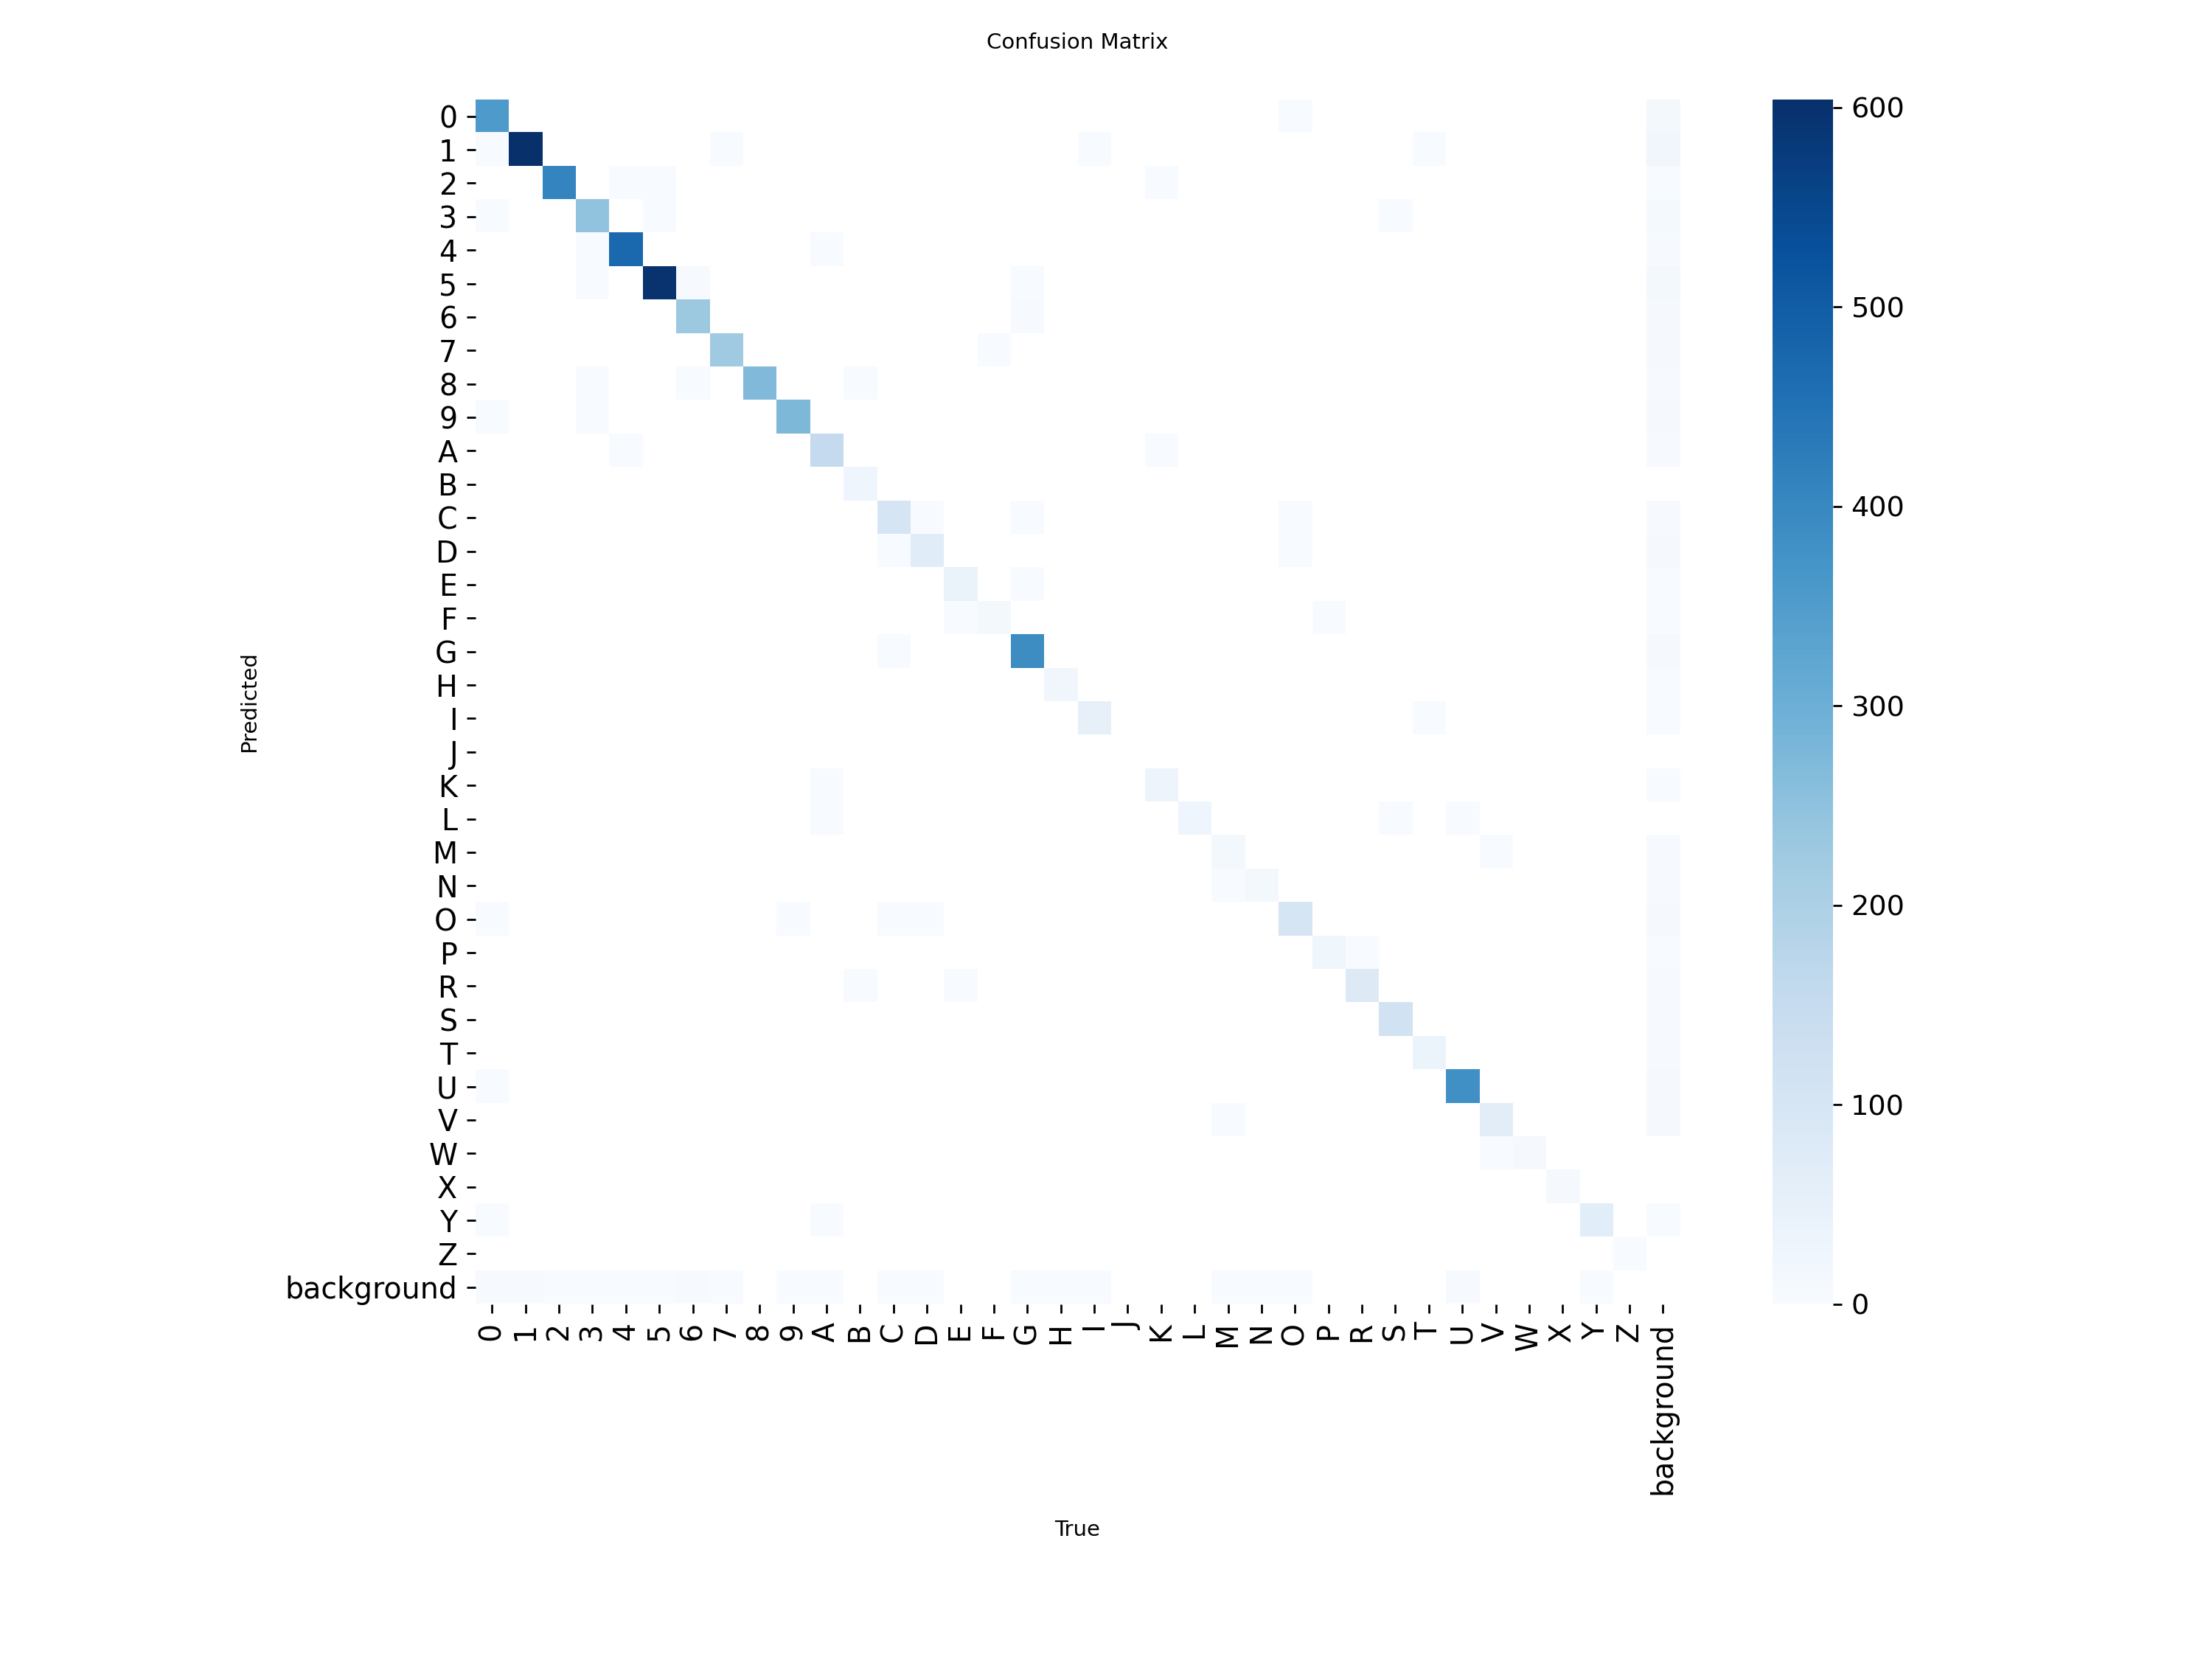 Confusion Matrix
0
1
2
3
4
5
6
7
8
9
A
B
C
D
E
F
G
H
I
J
K
L
M
N
O
P
R
S
T
U
V
W
X
Y
Z
background
Predicted
0 1 2 3 4 5 6 7 8 9 A B C D E F G H I J K L M N O P R S T U V W X Y Z background
True
600
500
400
300
200
100
0